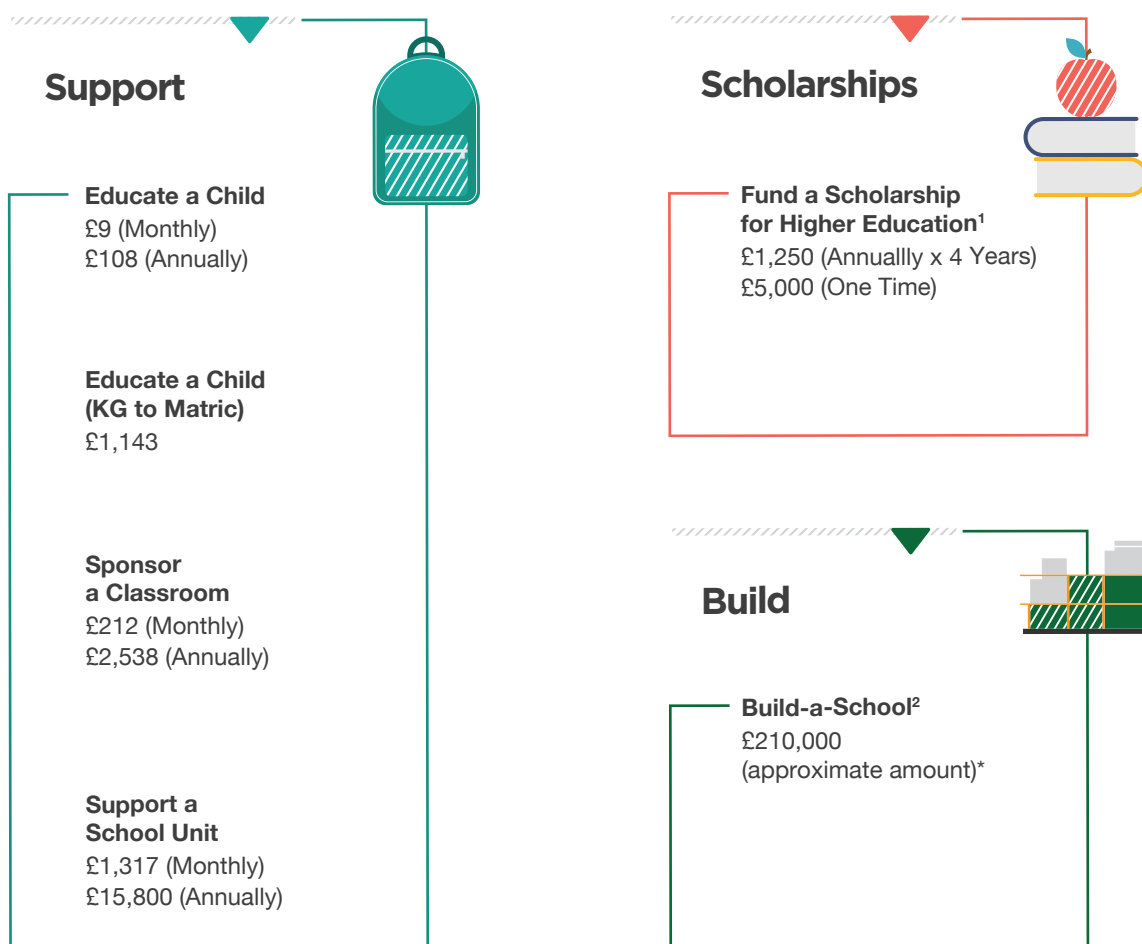 Support
Educate a Child
£9 (Monthly)
£108 (Annually)
Educate a Child
(KG to Matric)
£1,143
Sponsor
a Classroom
£212 (Monthly)
£2,538 (Annually)
Support a
School Unit
£1,317 (Monthly)
£15,800 (Annually)
Scholarships
Fund a Scholarship
for Higher Education¹
£1,250 (Annuallly x 4 Years)
£5,000 (One Time)
Build
Build-a-School²
£210,000
(approximate amount)*